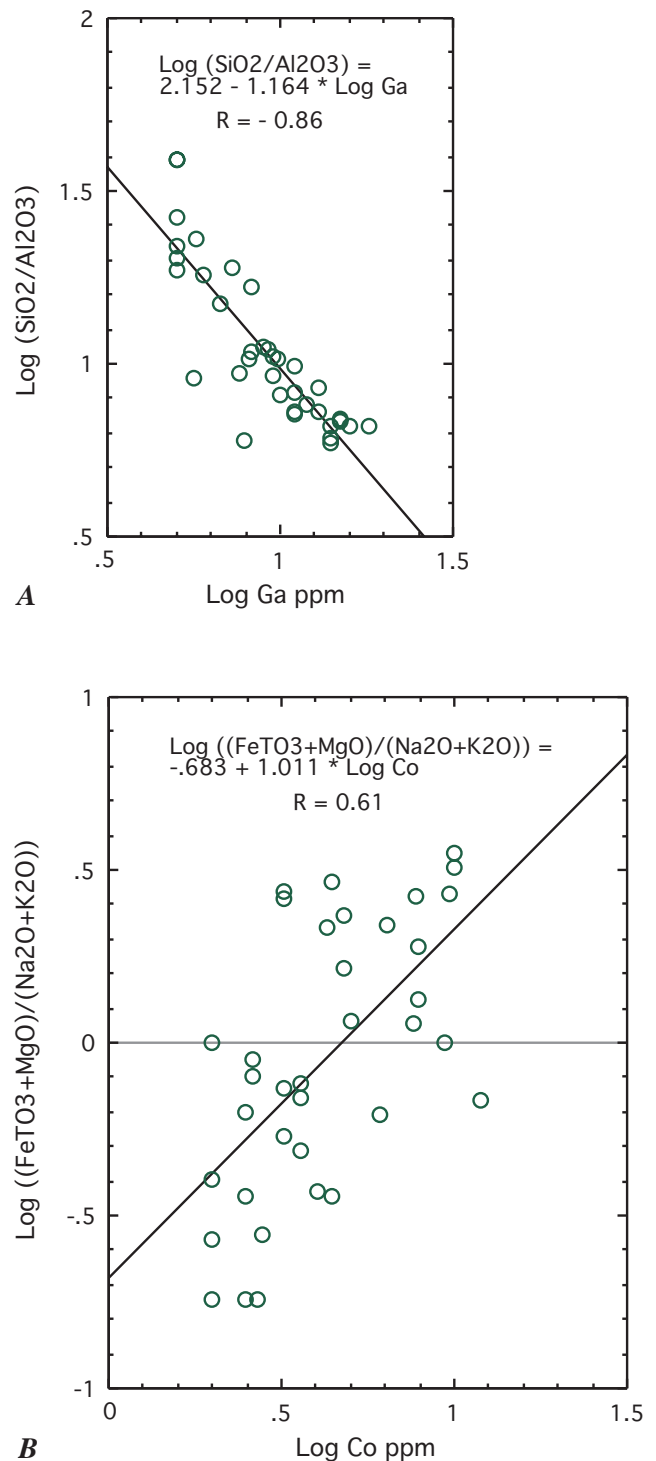 2
Log (SiO2/Al2O3) =
2.152 - 1.164 * Log Ga
R = - 0.86
1.5
Log (SiO2/Al2O3)
1
.5
.5
1
1.5
A
Log Ga ppm
1
Log ((FeTO3+MgO)/(Na2O+K2O)) =
-.683 + 1.011 * Log Co
R = 0.61
.5
Log ((FeTO3+MgO)/(Na2O+K2O))
0
-.5
-1
0
.5
1
1.5
B
Log Co ppm